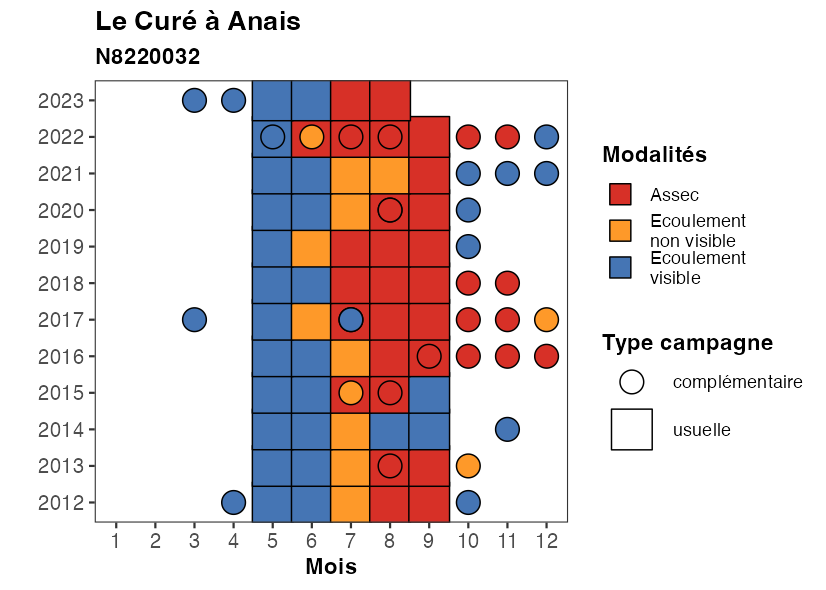 Le Curé à Anais
N8220032
2023
2022
2021
2020
2019
2018
2017
2016
2015
2014
2013
2012
1 2 3 4 5 6 7 8 9 10 11 12
Mois
Modalités
Assec
Ecoulement
non visible
Ecoulement
visible
Type campagne
complémentaire
usuelle